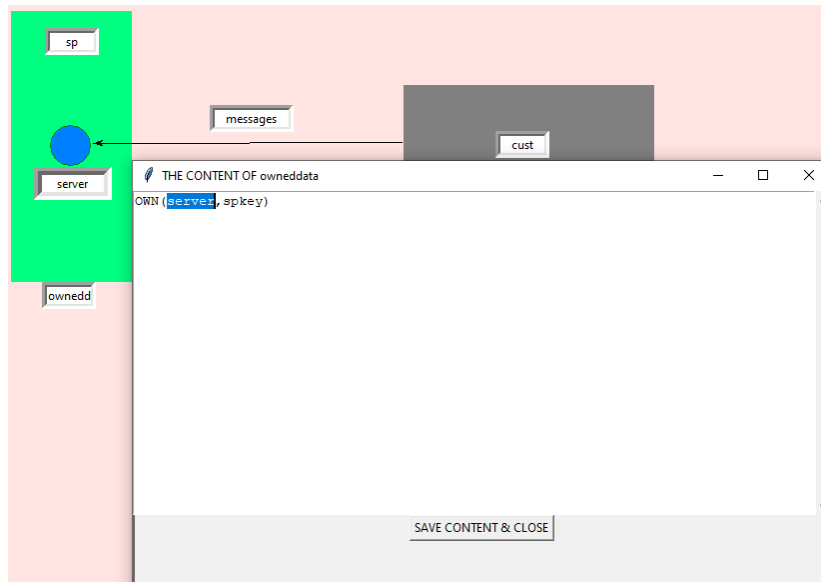 sp
messages
cust
server
THE CONTENT OF owneddata
OWN(server,spkey)
ownedd
SAVE CONTENT & CLOSE